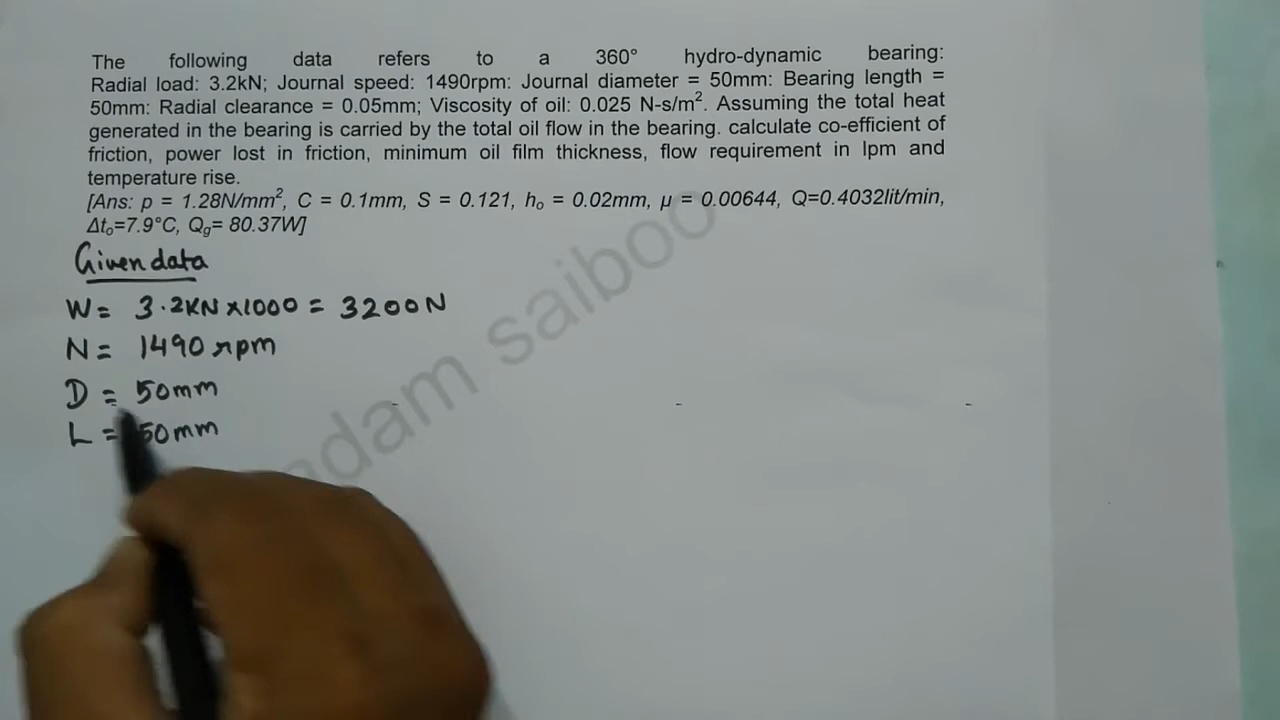 The following data refers to a 360° hydro-dynamic bearing:
Radial load: 3.2kN; Journal speed: 1490rpm: Journal diameter = 50mm: Bearing length =
50mm: Radial clearance = 0.05mm; Viscosity of oil: 0.025 N-s/m². Assuming the total heat
generated in the bearing is carried by the total oil flow in the bearing. calculate co-efficient of
friction, power lost in friction, minimum oil film thickness, flow requirement in lpm and
temperature rise.
[Ans: p = 1.28N/mm², C = 0.1mm, S = 0.121, hₒ = 0.02mm, μ = 0.00644, Q=0.4032lit/min,
Δtₒ=7.9°C, Qg= 80.37W]
Given data
W = 3.2KN x1000 = 3200N
N = 1490 rpm
D = 50mm
L = 50mm
adam saiboo